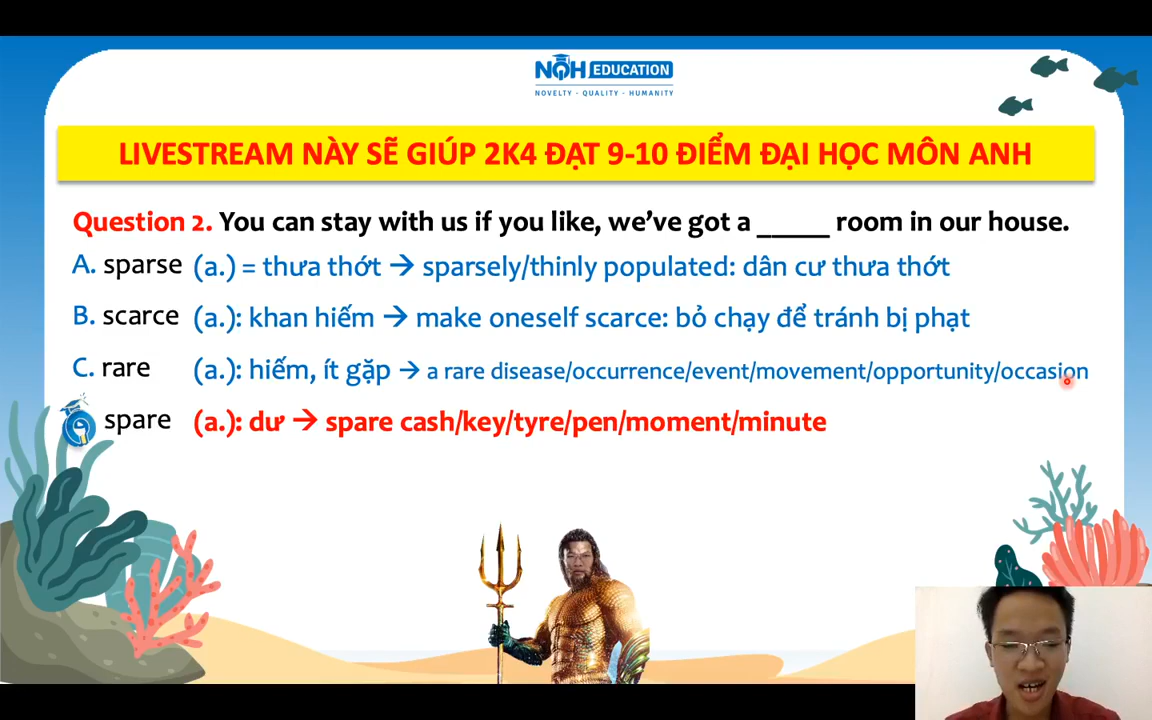 NQH EDUCATION
NOVELTY - QUALITY - HUMANITY
LIVESTREAM NÀY SẼ GIÚP 2K4 ĐẠT 9-10 ĐIỂM ĐẠI HỌC MÔN ANH
Question 2. You can stay with us if you like, we’ve got a _____ room in our house.
A. sparse (a.) = thưa thớt → sparsely/thinly populated: dân cư thưa thớt
B. scarce (a.): khan hiếm → make oneself scarce: bỏ chạy để tránh bị phạt
C. rare (a.): hiếm, ít gặp → a rare disease/occurrence/event/movement/opportunity/occasion
spare (a.): dư → spare cash/key/tyre/pen/moment/minute